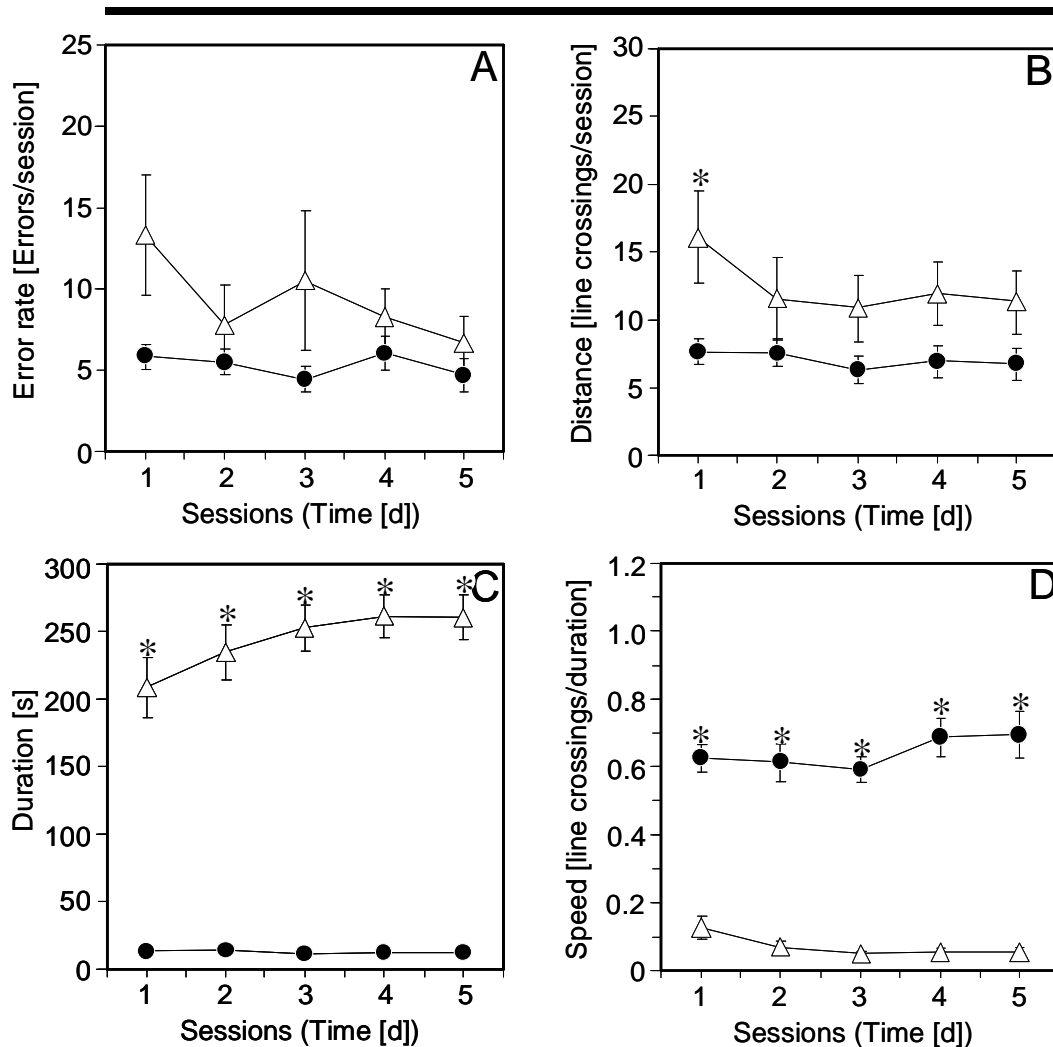 A
Error rate [Errors/session]
25
20
15
10
5
0
*
1 2 3 4 5
Sessions (Time [d])
B
Distance [line crossings/session]
30
25
20
15
10
5
0
*
1 2 3 4 5
Sessions (Time [d])
C
Duration [s]
300
250
200
150
100
50
0
* * * * *
1 2 3 4 5
Sessions (Time [d])
D
Speed [line crossings/duration]
1.2
1.0
0.8
0.6
0.4
0.2
0
* * * * *
1 2 3 4 5
Sessions (Time [d])